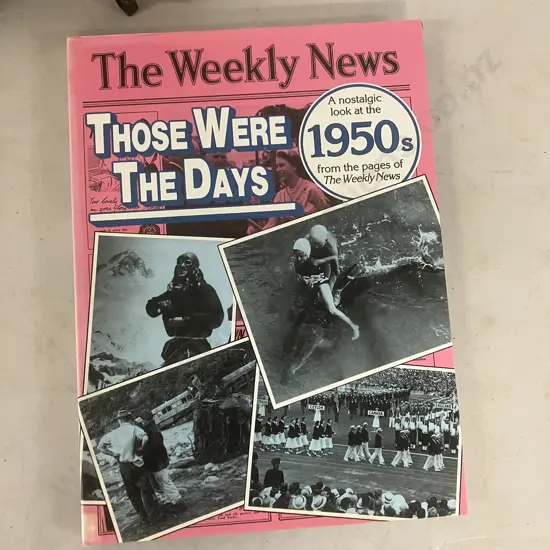 The Weekly News
THOSE WERE
THE DAYS
A nostalgic
look at the
1950s
from the pages of
The Weekly News
CEYLON
CANADA